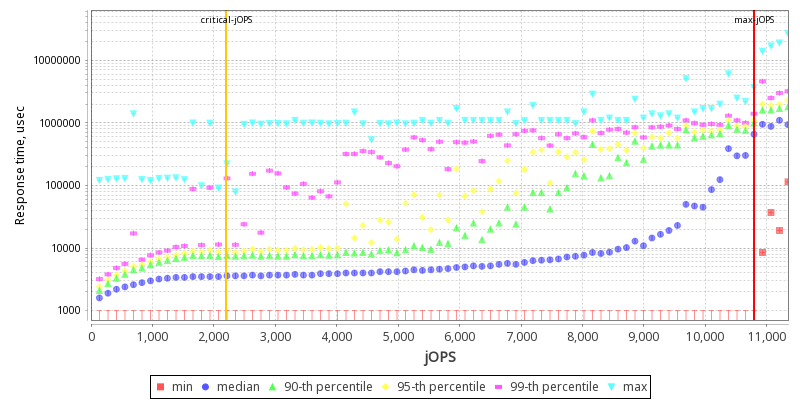 critical-jOPS
max-jOPS
Response time, usec
10000000
1000000
100000
10000
1000
0
1,000
2,000
3,000
4,000
5,000
6,000
7,000
8,000
9,000
10,000
11,000
jOPS
min
median
90-th percentile
95-th percentile
99-th percentile
max